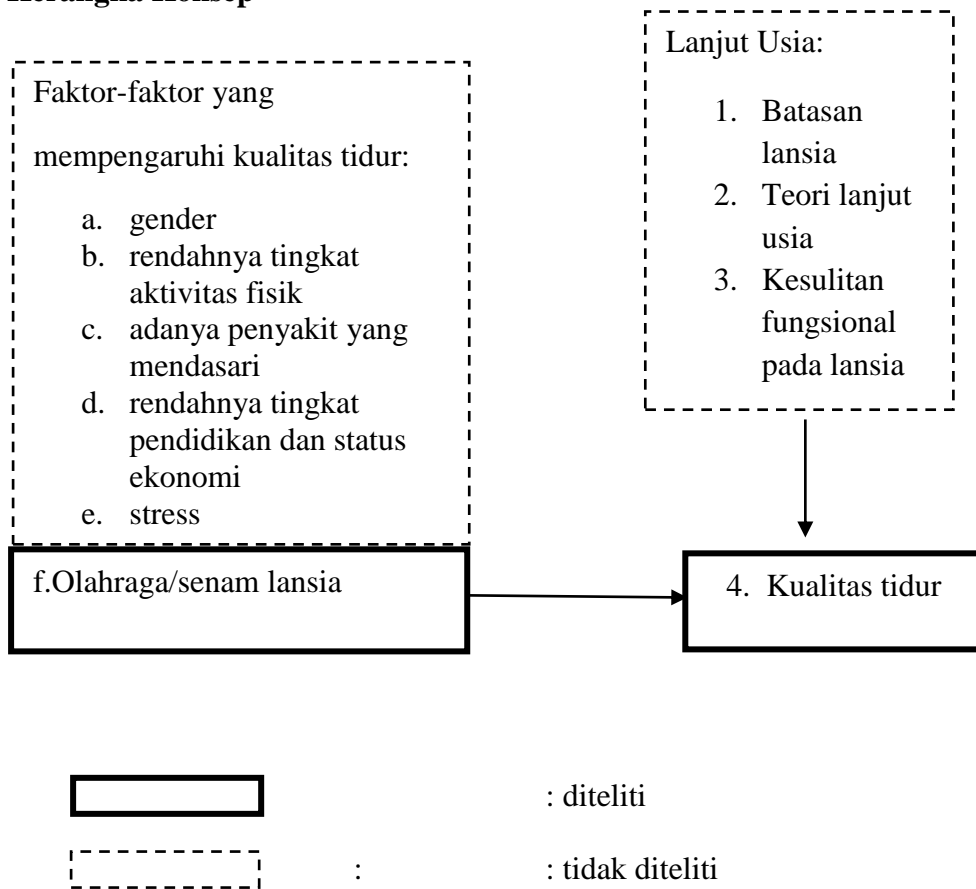 Kerangka Konsep
Faktor-faktor yang
mempengaruhi kualitas tidur:
a. gender
b. rendahnya tingkat
aktivitas fisik
c. adanya penyakit yang
mendasari
d. rendahnya tingkat
pendidikan dan status
ekonomi
e. stress
f.Olahraga/senam lansia
Lanjut Usia:
1. Batasan
lansia
2. Teori lanjut
usia
3. Kesulitan
fungsional
pada lansia
4. Kualitas tidur
: diteliti
: : tidak diteliti